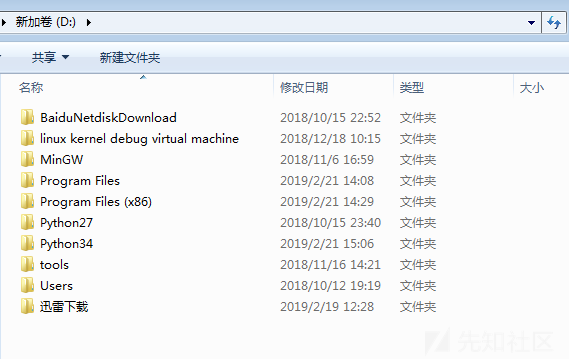 新加卷 (D:)
共享 新建文件夹
名称 修改日期 类型 大小
BaiduNetdiskDownload 2018/10/15 22:52 文件夹
linux kernel debug virtual machine 2018/12/18 10:15 文件夹
MinGW 2018/11/6 16:59 文件夹
Program Files 2019/2/21 14:08 文件夹
Program Files (x86) 2019/2/21 14:29 文件夹
Python27 2018/10/15 23:40 文件夹
Python34 2019/2/21 15:06 文件夹
tools 2018/11/16 14:21 文件夹
Users 2018/10/12 19:19 文件夹
迅雷下载 2019/2/19 12:28 文件夹
先知社区